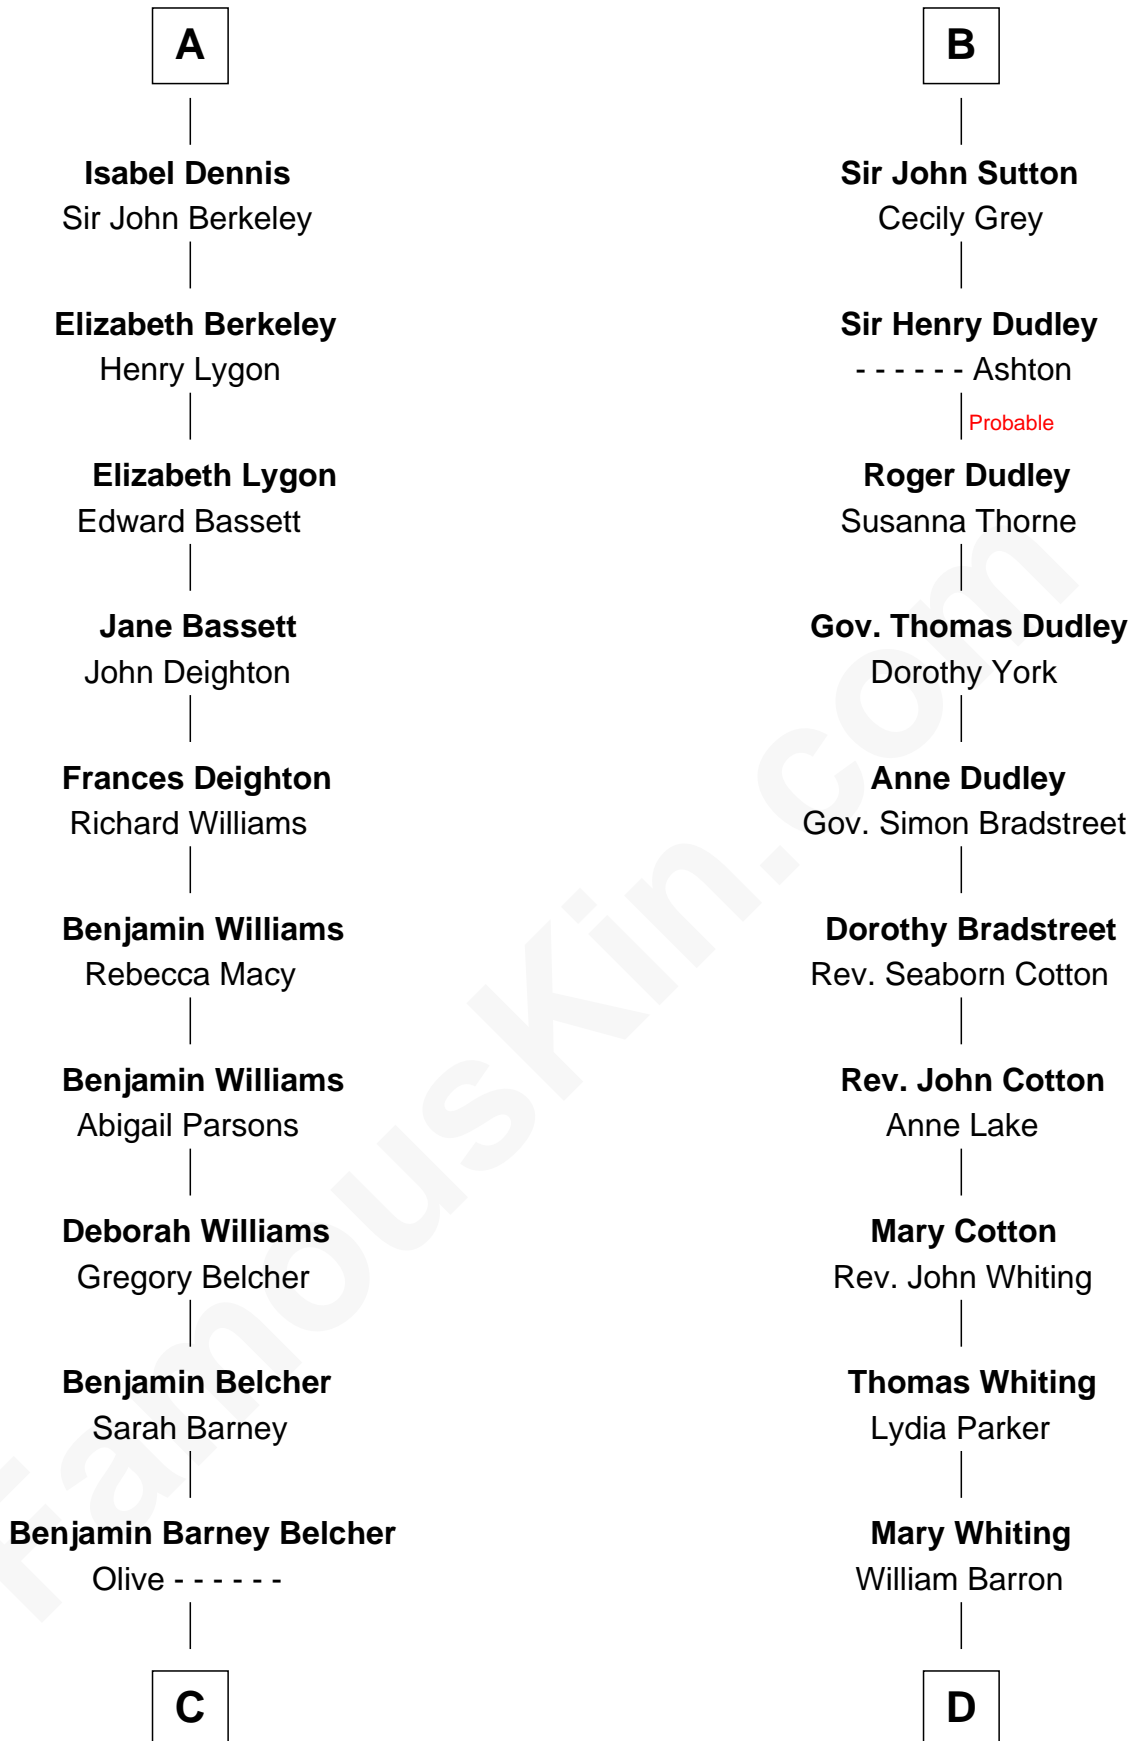 A
Isabel Dennis
Sir John Berkeley
Elizabeth Berkeley
Henry Lygon
Elizabeth Lygon
Edward Bassett
Jane Bassett
John Deighton
Frances Deighton
Richard Williams
Benjamin Williams
Rebecca Macy
Benjamin Williams
Abigail Parsons
Deborah Williams
Gregory Belcher
Benjamin Belcher
Sarah Barney
Benjamin Barney Belcher
Olive - - - - - -
C
B
Sir John Sutton
Cecily Grey
Sir Henry Dudley
- - - - - - Ashton
Probable
Roger Dudley
Susanna Thorne
Gov. Thomas Dudley
Dorothy York
Anne Dudley
Gov. Simon Bradstreet
Dorothy Bradstreet
Rev. Seaborn Cotton
Rev. John Cotton
Anne Lake
Mary Cotton
Rev. John Whiting
Thomas Whiting
Lydia Parker
Mary Whiting
William Barron
D
FamousKin.com